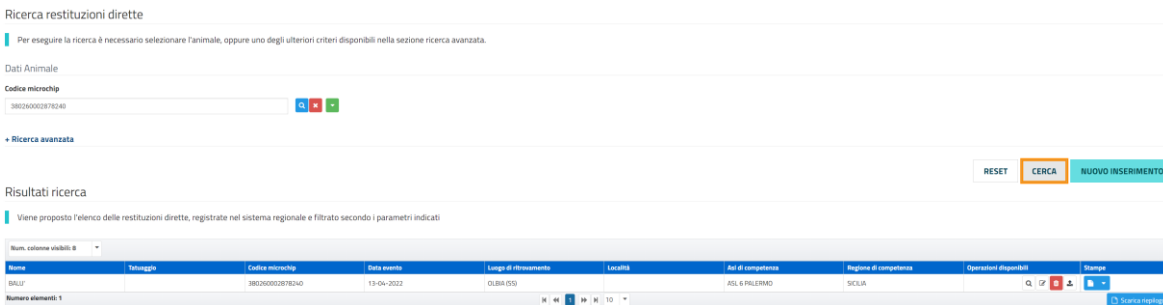 Ricerca restituzioni dirette
Per eseguire la ricerca è necessario selezionare l'animale, oppure uno degli ulteriori criteri disponibili nella sezione ricerca avanzata.
Dati Animale
Codice microchip
380260002878240
+ Ricerca avanzata
RESET CERCA NUOVO INSERIMENTO
Risultati ricerca
Viene proposto l'elenco delle restituzioni dirette, registrate nel sistema regionale e filtrato secondo i parametri indicati
Num. colonne visibili: 8
Nome Tatuaggio Codice microchip Data evento Luogo di ritrovamento Località Asl di competenza Regione di competenza Operazioni disponibili Stampe
BALU' 380260002878240 13-04-2022 OLBIA (SS) ASL 6 PALERMO SICILIA
Numero elementi: 1 1 10 Scarica riepilogo